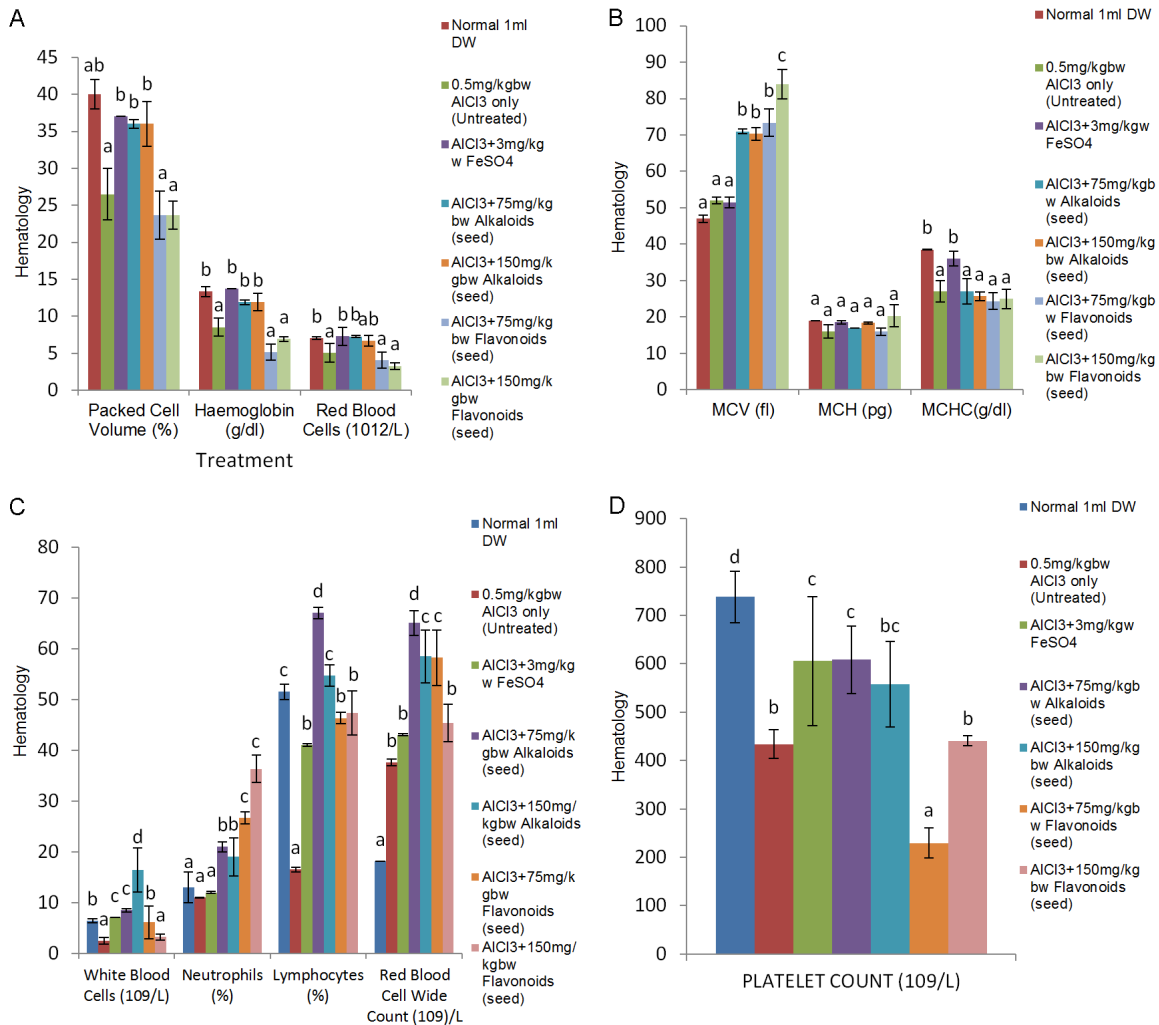 A
Normal 1ml
DW
0.5mg/kgbw
AlCl3 only
(Untreated)
AlCl3+3mg/kg
w FeSO4
AlCl3+75mg/kg
bw Alkaloids
(seed)
AlCl3+150mg/k
gbw Alkaloids
(seed)
AlCl3+75mg/kg
bw Flavonoids
(seed)
AlCl3+150mg/k
gbw
Flavonoids
(seed)
Hematology
45
40
35
30
25
20
15
10
5
0
ab
a
b
b
b
a
a
b
a
b
b
b
a
a
b
a
b
b
ab
a
a
Packed Cell
Volume (%)
Haemoglobin
(g/dl)
Red Blood
Cells (1012/L)
Treatment
B
Normal 1ml DW
0.5mg/kgbw
AlCl3 only
(Untreated)
AlCl3+3mg/kgw
FeSO4
AlCl3+75mg/kgb
w Alkaloids
(seed)
AlCl3+150mg/kg
bw Alkaloids
(seed)
AlCl3+75mg/kgb
w Flavonoids
(seed)
AlCl3+150mg/kg
bw Flavonoids
(seed)
Hematology
100
90
80
70
60
50
40
30
20
10
0
a
a
a
b
b
b
c
a
a
a
a
a
a
a
b
a
b
a
a
a
a
MCV (fl)
MCH (pg)
MCHC(g/dl)
C
Normal 1ml
DW
0.5mg/kgbw
AlCl3 only
(Untreated)
AlCl3+3mg/kg
w FeSO4
AlCl3+75mg/k
gbw Alkaloids
(seed)
AlCl3+150mg/
kgbw Alkaloids
(seed)
AlCl3+75mg/k
gbw
Flavonoids
(seed)
AlCl3+150mg/
kgbw
Flavonoids
(seed)
Hematology
80
70
60
50
40
30
20
10
0
b
a
c
c
d
b
a
a
a
b
b
c
c
c
a
b
d
c
b
b
a
b
b
d
c
c
b
White Blood
Cells (109/L)
Neutrophils
(%)
Lymphocytes
(%)
Red Blood
Cell Wide
Count (109)/L
D
Normal 1ml DW
0.5mg/kgbw
AlCl3 only
(Untreated)
AlCl3+3mg/kgw
FeSO4
AlCl3+75mg/kgb
w Alkaloids
(seed)
AlCl3+150mg/kg
bw Alkaloids
(seed)
AlCl3+75mg/kgb
w Flavonoids
(seed)
AlCl3+150mg/kg
bw Flavonoids
(seed)
Hematology
900
800
700
600
500
400
300
200
100
0
d
b
c
c
bc
a
b
PLATELET COUNT (109/L)